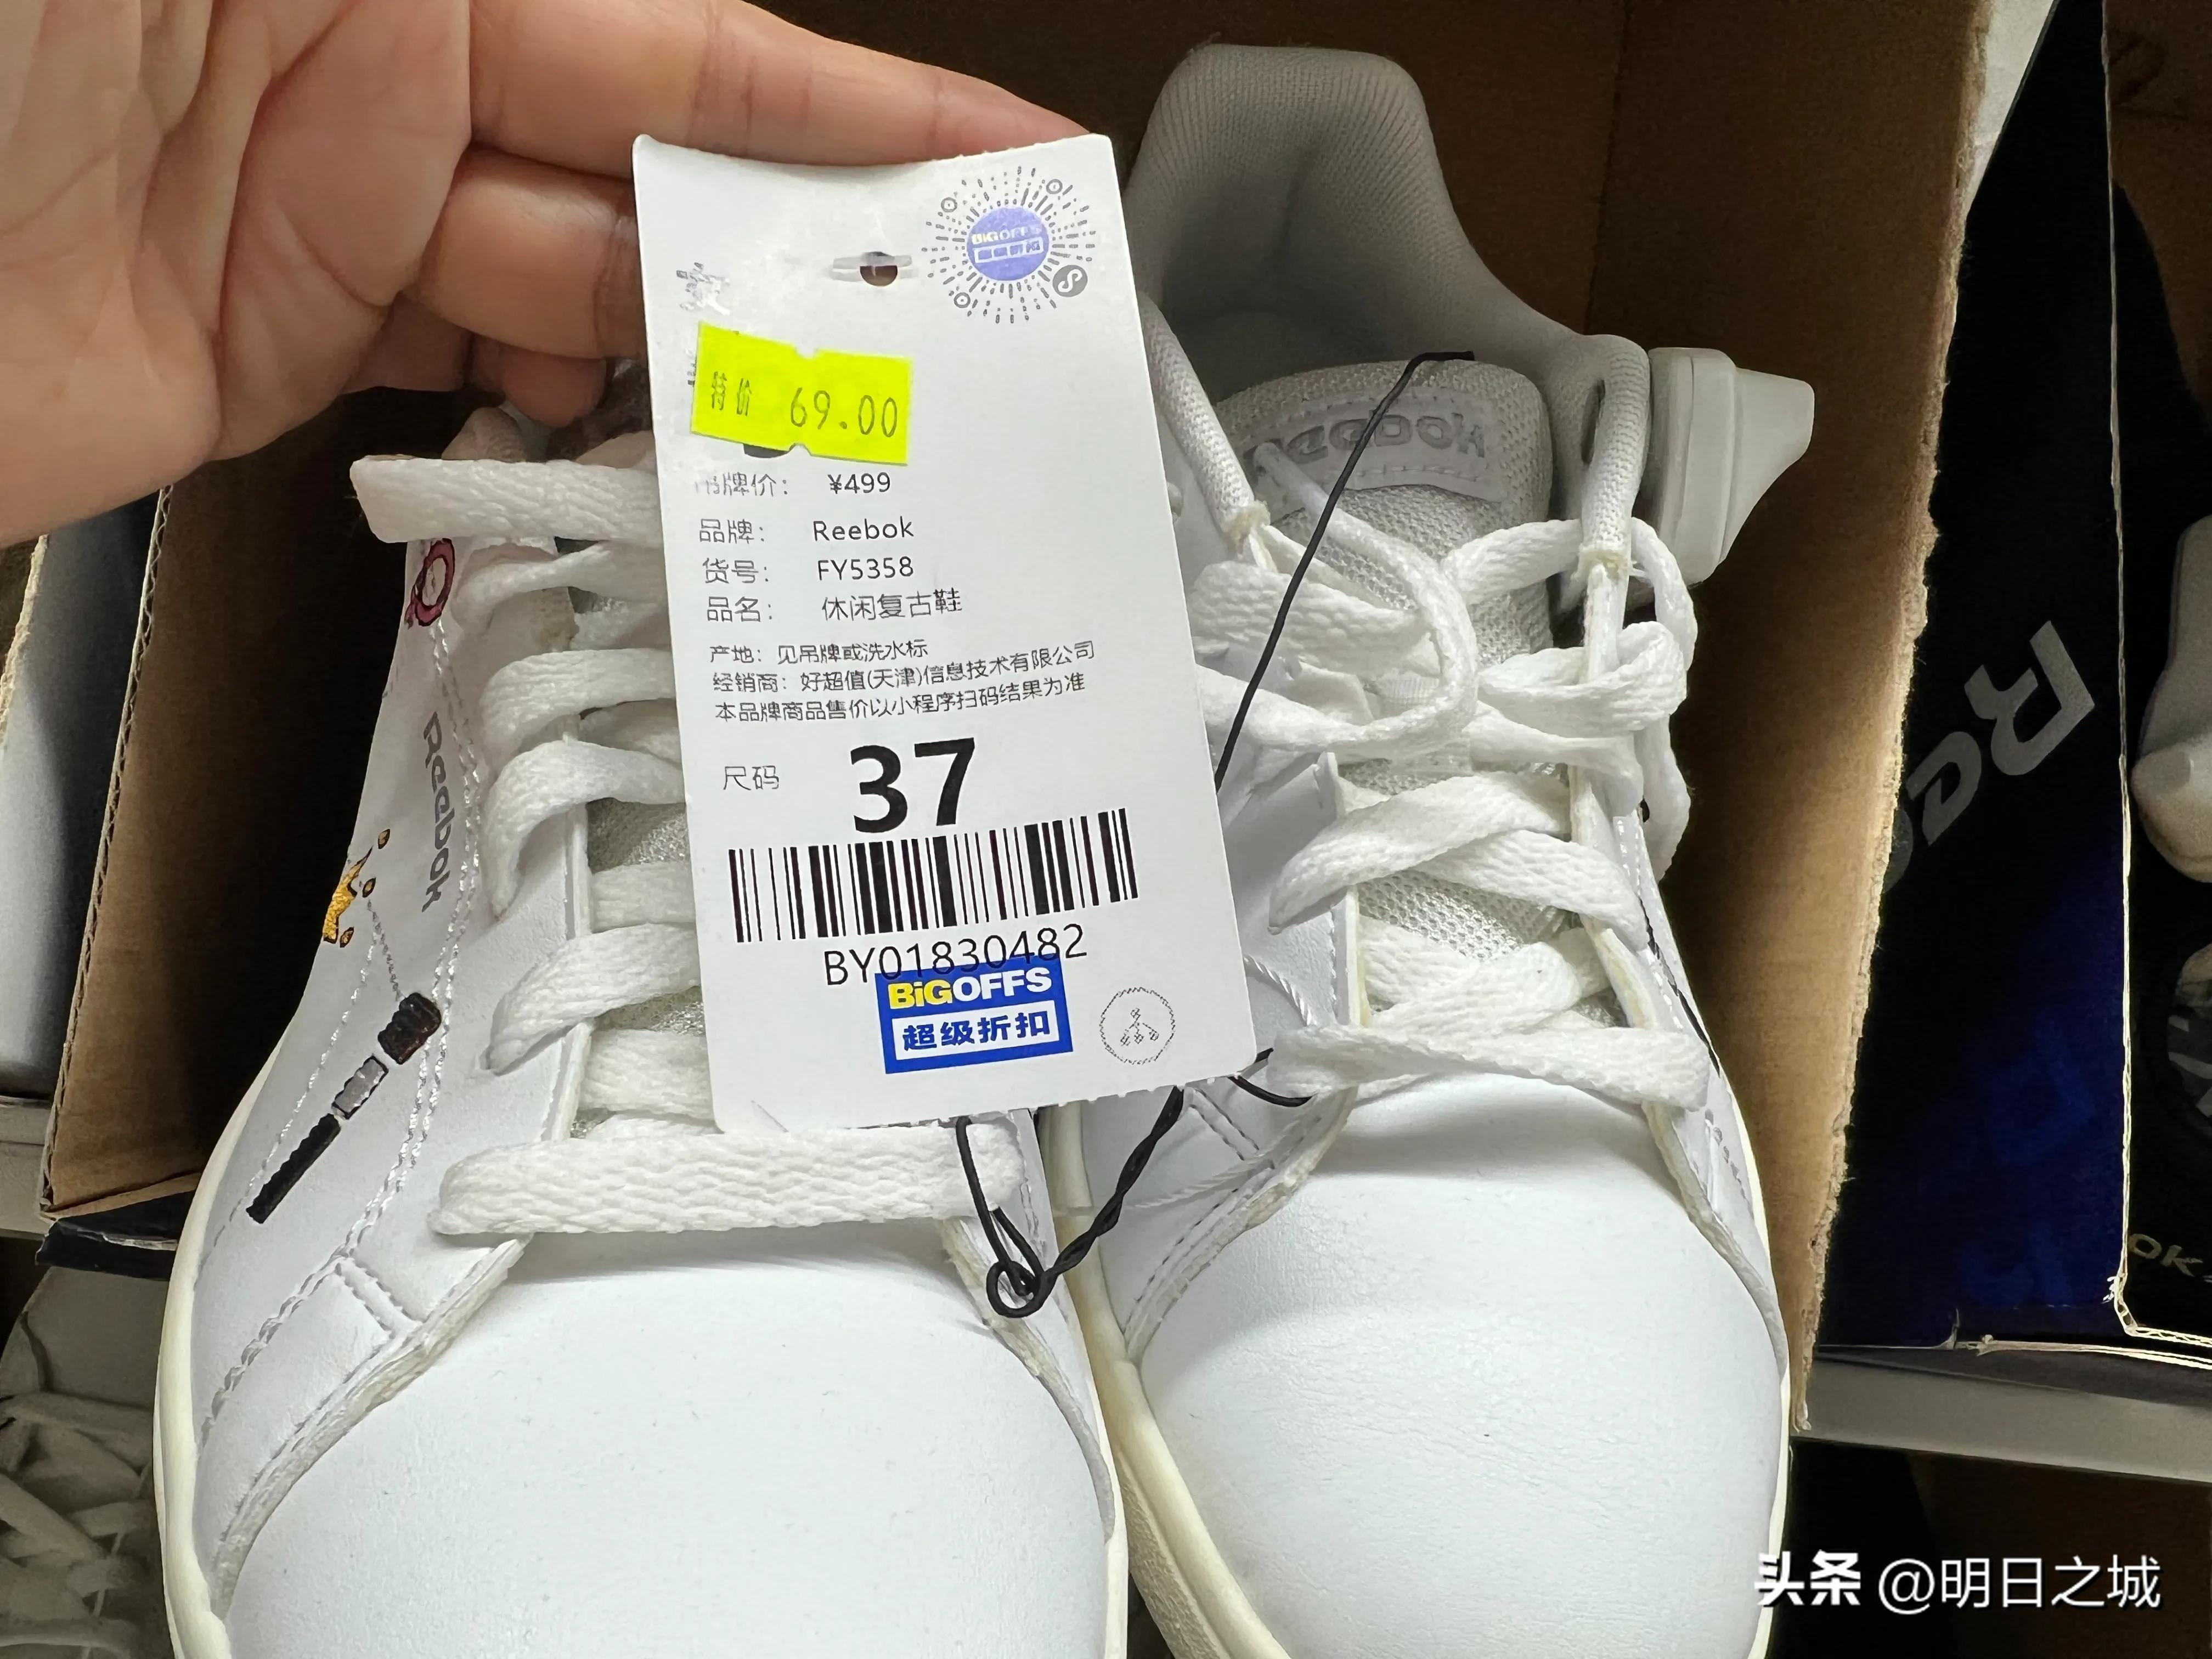 BIGOFFS
特价 69.00
吊牌价： ¥499
品牌： Reebok
货号： FY5358
品名： 休闲复古鞋
产地：见吊牌或洗水标
经销商：好超值(天津)信息技术有限公司
本品牌商品售价以小程序扫码结果为准
尺码 37
BY01830482
BiGOFFS
超级折扣
Reebok
头条 @明日之城